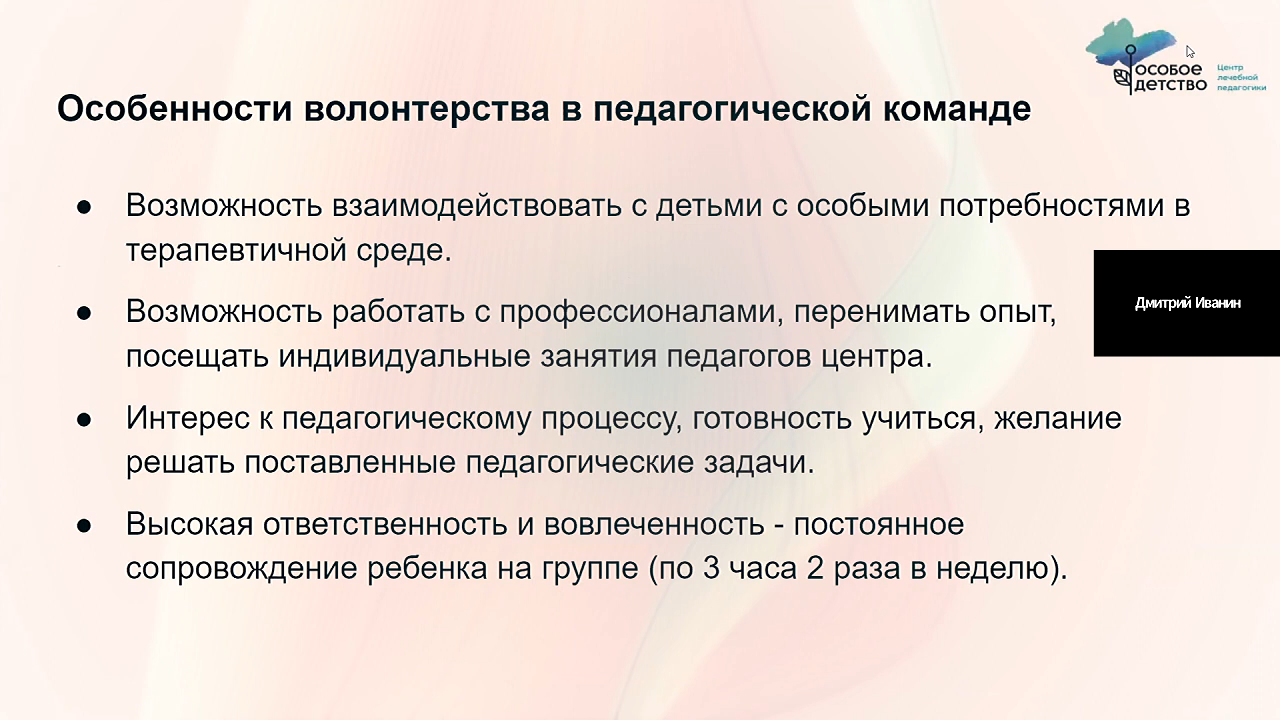 особое
детство
Центр
лечебной
педагогики
Особенности волонтерства в педагогической команде
● Возможность взаимодействовать с детьми с особыми потребностями в
терапевтичной среде.
● Возможность работать с профессионалами, перенимать опыт,
посещать индивидуальные занятия педагогов центра.
Дмитрий Иванин
● Интерес к педагогическому процессу, готовность учиться, желание
решать поставленные педагогические задачи.
● Высокая ответственность и вовлеченность - постоянное
сопровождение ребенка на группе (по 3 часа 2 раза в неделю).